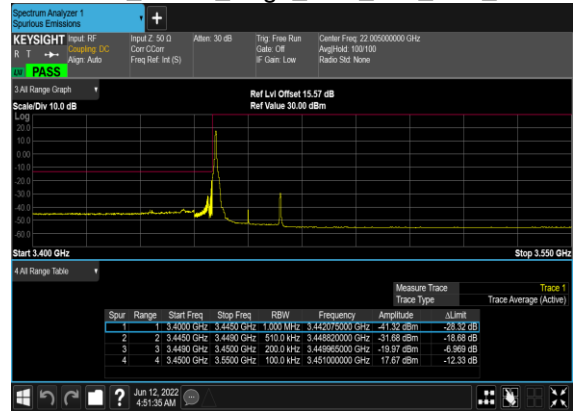 Spectrum Analyzer 1
Spurious Emissions
+
KEYSIGHT Input: RF Input Z: 50 Ω Atten: 30 dB Trig: Free Run Center Freq: 22.005000000 GHz
R T Coupling: DC Corr CCorr Gate: Off Avg|Hold: 100/100
Align: Auto Freq Ref: Int (S) IF Gain: Low Radio Std: None
PASS
3 All Range Graph
Ref Lvl Offset 15.57 dB
Scale/Div 10.0 dB Ref Value 30.00 dBm
Log
20.0
10.0
0.00
-10.0
-20.0
-30.0
-40.0
-50.0
-60.0
Start 3.400 GHz Stop 3.550 GHz
4 All Range Table
Measure Trace Trace 1
Trace Type Trace Average (Active)
Spur Range Start Freq Stop Freq RBW Frequency Amplitude ΔLimit
1 1 3.4000 GHz 3.4450 GHz 1.000 MHz 3.442075000 GHz -41.32 dBm -28.32 dB
2 2 3.4450 GHz 3.4490 GHz 510.0 kHz 3.448820000 GHz -31.68 dBm -18.68 dB
3 3 3.4490 GHz 3.4500 GHz 200.0 kHz 3.449965000 GHz -19.97 dBm -6.969 dB
4 4 3.4500 GHz 3.5500 GHz 100.0 kHz 3.451000000 GHz 17.67 dBm -12.33 dB
? Jun 12, 2022
4:51:35 AM